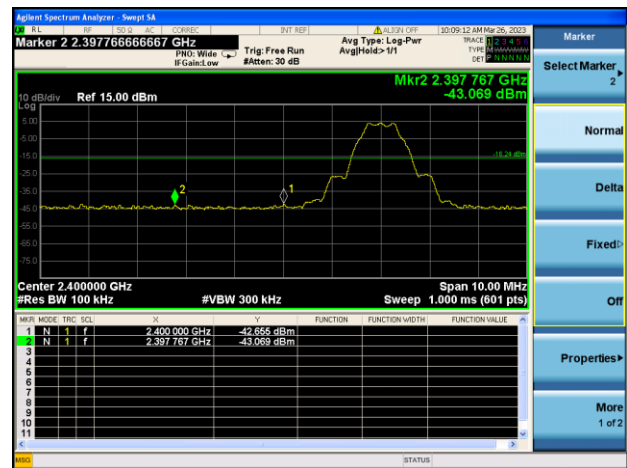 Agilent Spectrum Analyzer - Swept SA
RL RF 50 Ω AC CORREC INT REF ALIGN OFF 10:09:12 AM Mar 26, 2023
Marker 2 2.397766666667 GHz
PNO: Wide
IFGain:Low
Trig: Free Run
#Atten: 30 dB
Avg Type: Log-Pwr
Avg|Hold:>1/1
TRACE 1 2 3 4 5 6
TYPE
DET P N N N N N
Mkr2 2.397 767 GHz
-43.069 dBm
10 dB/div Ref 15.00 dBm
Log
5.00
-5.00
-15.0
-16.24 dBm
-25.0
-35.0
2
1
-45.0
-55.0
-65.0
-75.0
Center 2.400000 GHz Span 10.00 MHz
#Res BW 100 kHz #VBW 300 kHz Sweep 1.000 ms (601 pts)
MKR MODE TRC SCL X Y FUNCTION FUNCTION WIDTH FUNCTION VALUE
1 N 1 f 2.400 000 GHz -42.655 dBm
2 N 1 f 2.397 767 GHz -43.069 dBm
3
4
5
6
7
8
9
10
11
MSG STATUS
Marker
Select Marker
2
Normal
Delta
Fixed
Off
Properties
More
1 of 2